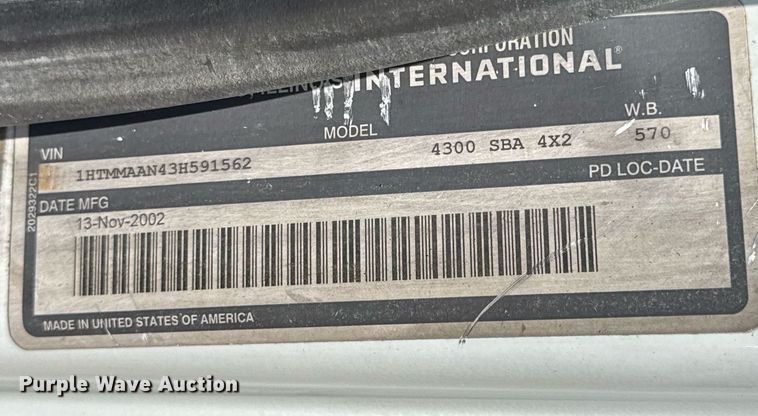 CORPORATION
ILLINOIS INTERNATIONAL®
VIN MODEL W.B.
1HTMMAAN43H591562 4300 SBA 4X2 570
DATE MFG PD LOC-DATE
13-Nov-2002
2029322C1
MADE IN UNITED STATES OF AMERICA
Purple Wave Auction